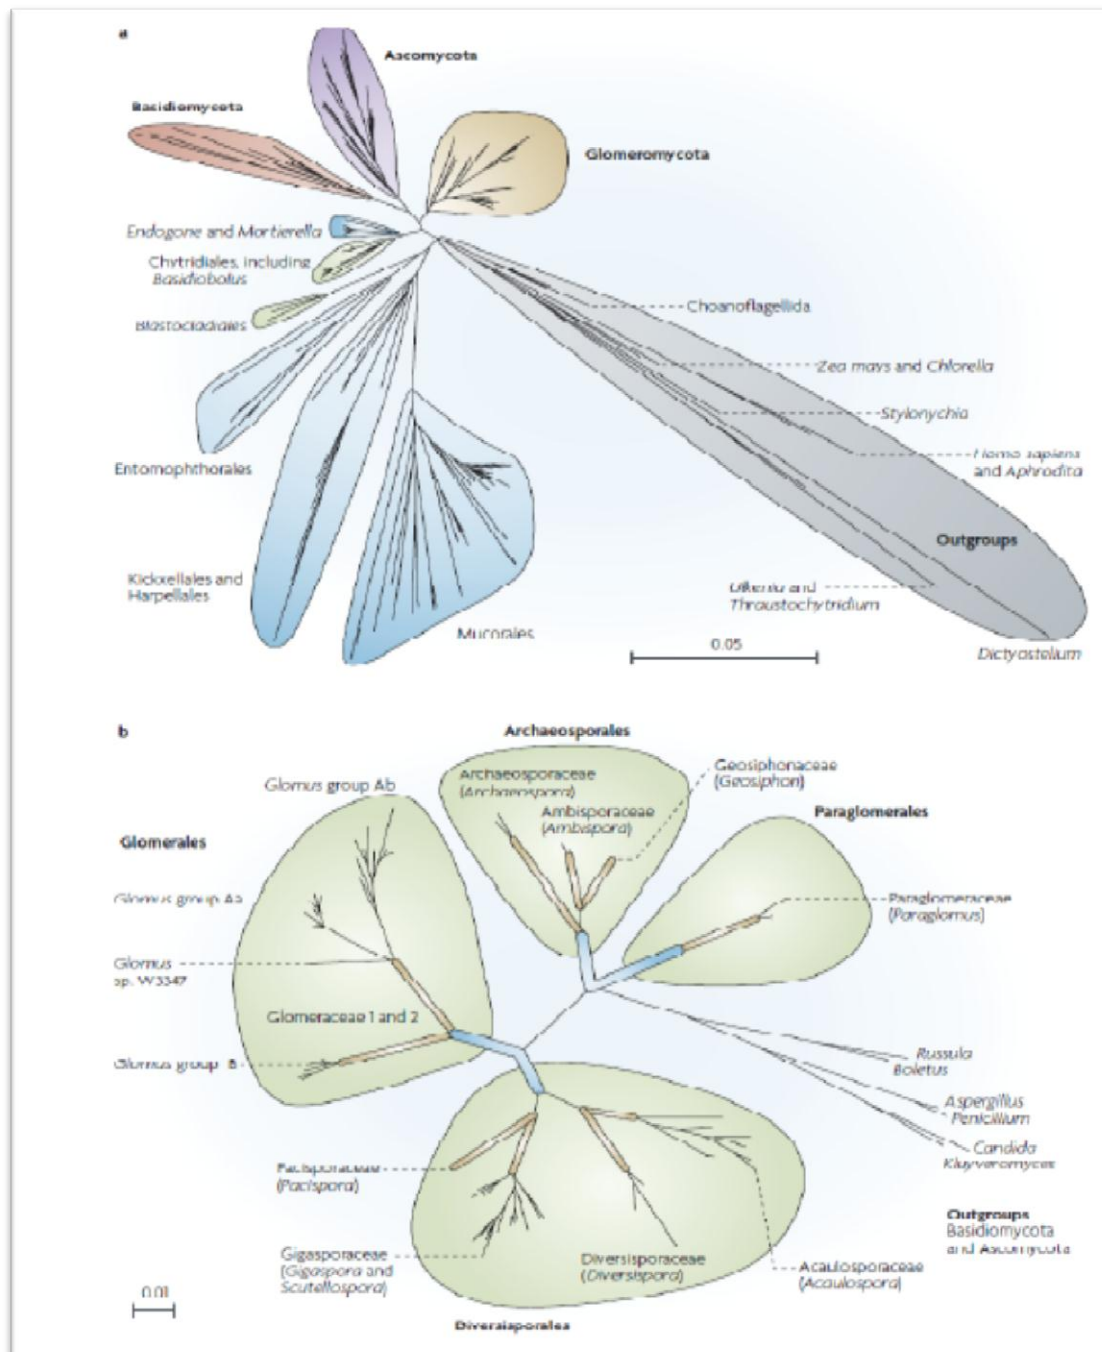 a
Ascomycota
Basidiomycota
Glomeromycota
Endogone and Mortierella
Chytridiales, including
Basidiobolus
Blastocladiales
Choanoflagellida
Zea mays and Chlorella
Stylonychia
Homo sapiens
and Aphrodita
Entomophthorales
Outgroups
Kickxellales and
Harpellales
Ulkenia and
Thraustochytridium
Mucorales
0.05
Dictyostelium
b
Archaeosporales
Archaeosporaceae
(Archaeospora)
Geosiphonaceae
(Geosiphon)
Glomus group Ab
Ambisporaceae
(Ambispora)
Paraglomerales
Glomerales
Glomus group Aa
Paraglomeraceae
(Paraglomus)
Glomus
sp. W3347
Glomeraceae 1 and 2
Glomus group B
Russula
Boletus
Aspergillus
Penicillium
Candida
Kluyveromyces
Pacisporaceae
(Pacispora)
Outgroups
Basidiomycota
and Ascomycota
Gigasporaceae
(Gigaspora and
Scutellospora)
Diversisporaceae
(Diversispora)
Acaulosporaceae
(Acaulospora)
0.01
Diversisporales